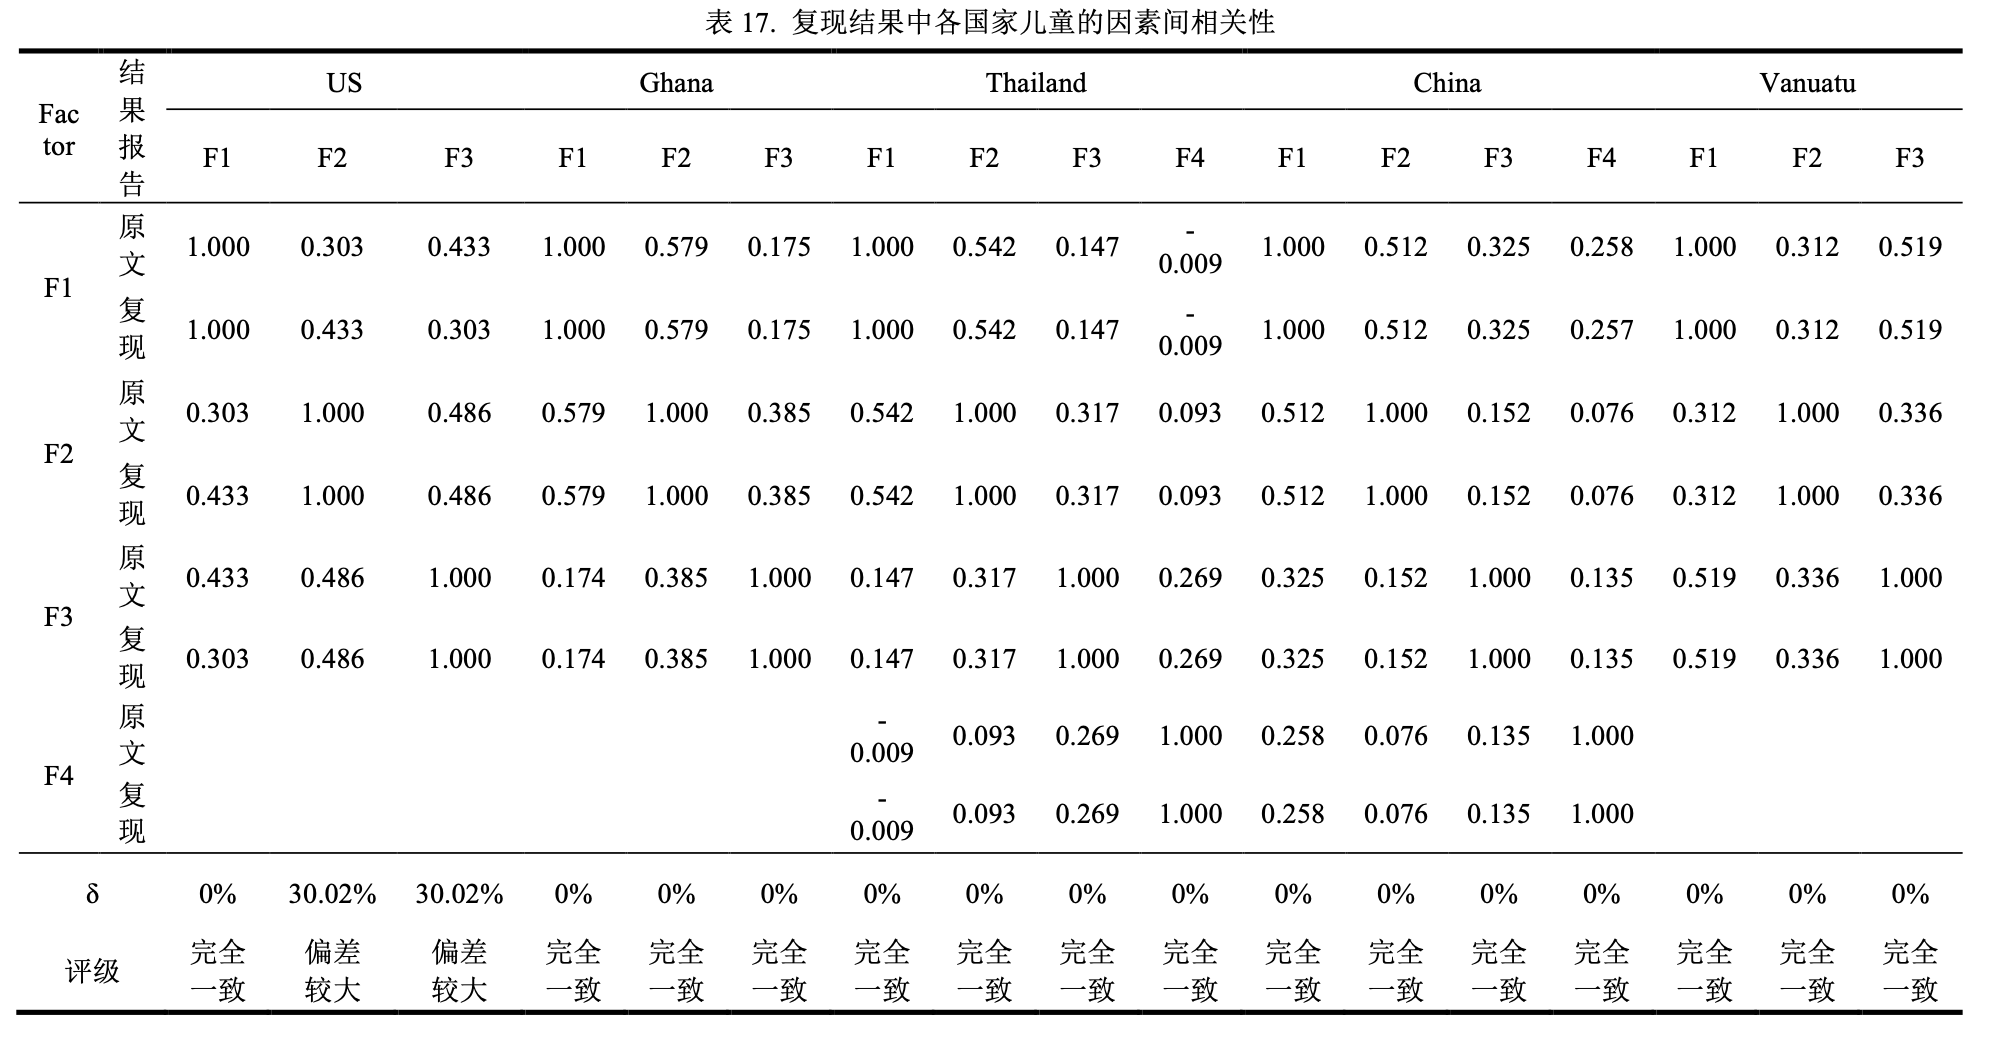 表 17. 复现结果中各国家儿童的因素间相关性
Fac tor 结果报告 US Ghana Thailand China Vanuatu
F1 F2 F3 F1 F2 F3 F1 F2 F3 F4 F1 F2 F3 F4 F1 F2 F3
F1 原文 1.000 0.303 0.433 1.000 0.579 0.175 1.000 0.542 0.147 -0.009 1.000 0.512 0.325 0.258 1.000 0.312 0.519
复现 1.000 0.433 0.303 1.000 0.579 0.175 1.000 0.542 0.147 -0.009 1.000 0.512 0.325 0.257 1.000 0.312 0.519
F2 原文 0.303 1.000 0.486 0.579 1.000 0.385 0.542 1.000 0.317 0.093 0.512 1.000 0.152 0.076 0.312 1.000 0.336
复现 0.433 1.000 0.486 0.579 1.000 0.385 0.542 1.000 0.317 0.093 0.512 1.000 0.152 0.076 0.312 1.000 0.336
F3 原文 0.433 0.486 1.000 0.174 0.385 1.000 0.147 0.317 1.000 0.269 0.325 0.152 1.000 0.135 0.519 0.336 1.000
复现 0.303 0.486 1.000 0.174 0.385 1.000 0.147 0.317 1.000 0.269 0.325 0.152 1.000 0.135 0.519 0.336 1.000
F4 原文 -0.009 0.093 0.269 1.000 0.258 0.076 0.135 1.000
复现 -0.009 0.093 0.269 1.000 0.258 0.076 0.135 1.000
δ 0% 30.02% 30.02% 0% 0% 0% 0% 0% 0% 0% 0% 0% 0% 0% 0% 0% 0%
评级 完全一致 偏差较大 偏差较大 完全一致 完全一致 完全一致 完全一致 完全一致 完全一致 完全一致 完全一致 完全一致 完全一致 完全一致 完全一致 完全一致 完全一致